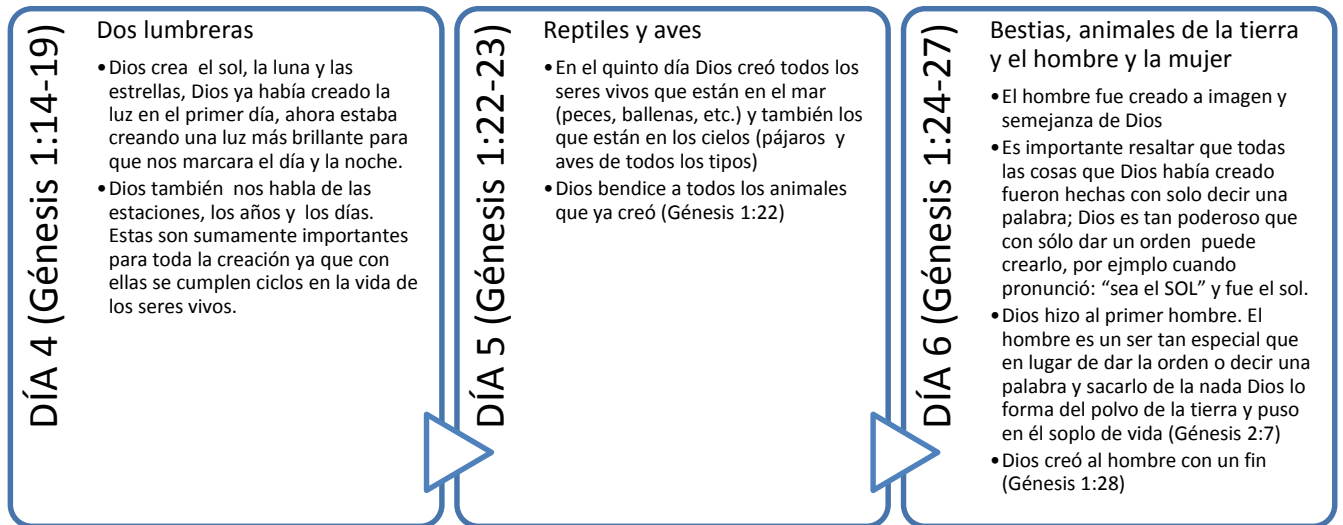 DÍA 4 (Génesis 1:14-19)
Dos lumbreras
•Dios crea el sol, la luna y las
estrellas, Dios ya había creado la
luz en el primer día, ahora estaba
creando una luz más brillante para
que nos marcara el día y la noche.
•Dios también nos habla de las
estaciones, los años y los días.
Estas son sumamente importantes
para toda la creación ya que con
ellas se cumplen ciclos en la vida de
los seres vivos.
DÍA 5 (Génesis 1:22-23)
Reptiles y aves
•En el quinto día Dios creó todos los
seres vivos que están en el mar
(peces, ballenas, etc.) y también los
que están en los cielos (pájaros y
aves de todos los tipos)
•Dios bendice a todos los animales
que ya creó (Génesis 1:22)
DÍA 6 (Génesis 1:24-27)
Bestias, animales de la tierra
y el hombre y la mujer
•El hombre fue creado a imagen y
semejanza de Dios
•Es importante resaltar que todas
las cosas que Dios había creado
fueron hechas con solo decir una
palabra; Dios es tan poderoso que
con sólo dar un orden puede
crearlo, por ejmplo cuando
pronunció: “sea el SOL” y fue el sol.
•Dios hizo al primer hombre. El
hombre es un ser tan especial que
en lugar de dar la orden o decir una
palabra y sacarlo de la nada Dios lo
forma del polvo de la tierra y puso
en él soplo de vida (Génesis 2:7)
•Dios creó al hombre con un fin
(Génesis 1:28)